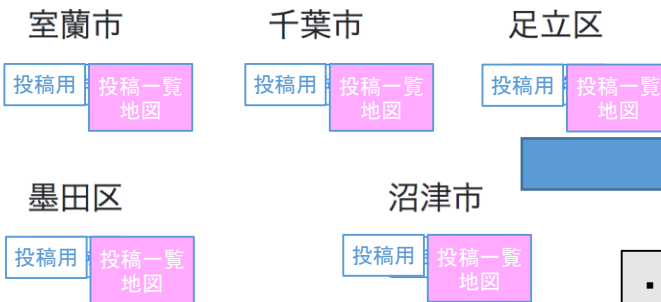 室蘭市
千葉市
足立区
投稿用
投稿一覧
地図
投稿用
投稿一覧
地図
投稿用
投稿一覧
地図
墨田区
沼津市
投稿用
投稿一覧
地図
投稿用
投稿一覧
地図